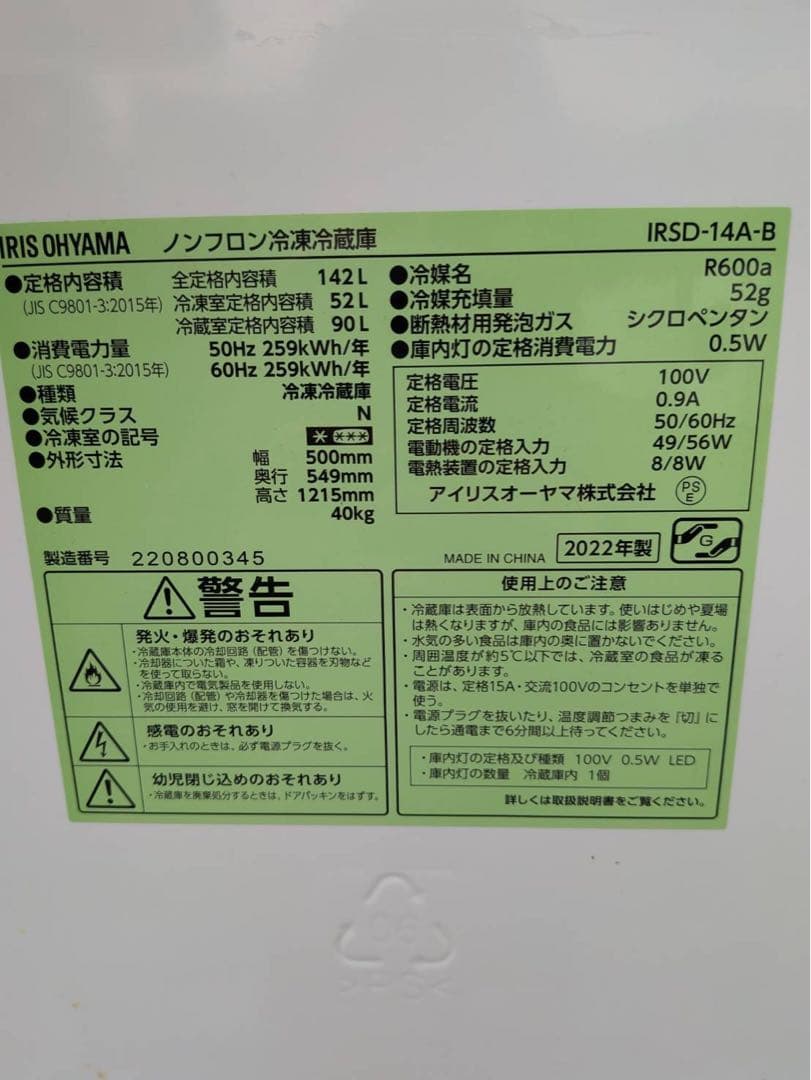 IRIS OHYAMA ノンフロン冷凍冷蔵庫 IRSD-14A-B
●定格内容積 全定格内容積 142L
(JIS C9801-3:2015年) 冷凍室定格内容積 52L
冷蔵室定格内容積 90L
●消費電力量 50Hz 259kWh/年
(JIS C9801-3:2015年) 60Hz 259kWh/年
●種類 冷凍冷蔵庫
●気候クラス N
●冷凍室の記号
●外形寸法 幅 500mm
奥行 549mm
高さ 1215mm
●質量 40kg
●冷媒名 R600a
●冷媒充填量 52g
●断熱材用発泡ガス シクロペンタン
●庫内灯の定格消費電力 0.5W
定格電圧 100V
定格電流 0.9A
定格周波数 50/60Hz
電動機の定格入力 49/56W
電熱装置の定格入力 8/8W
アイリスオーヤマ株式会社 PSE
製造番号 220800345
MADE IN CHINA 2022年製 G
警告
発火・爆発のおそれあり
・冷蔵庫本体の冷却回路(配管)を傷つけない。
・冷却器についた霜や、凍りついた容器を刃物など
を使って取らない。
・冷蔵庫内で電気製品を使用しない。
・冷却回路(配管)や冷却器を傷つけた場合は、火
気の使用を避け、窓を開けて換気する。
感電のおそれあり
・お手入れのときは、必ず電源プラグを抜く。
幼児閉じ込めのおそれあり
・冷蔵庫を廃棄処分するときは、ドアパッキンをはずす。
使用上のご注意
・冷蔵庫は表面から放熱しています。使いはじめや夏場
は熱くなりますが、庫内の食品には影響ありません。
・水気の多い食品は庫内の奥に置かないでください。
・周囲温度が約5℃以下では、冷蔵室の食品が凍る
ことがあります。
・電源は、定格15A・交流100Vのコンセントを単独で
使う。
・電源プラグを抜いたり、温度調節つまみを『切』に
したら通電まで6分間以上待ってください。
・庫内灯の定格及び種類 100V 0.5W LED
・庫内灯の数量 冷蔵庫内 1個
詳しくは取扱説明書をご覧ください。
06